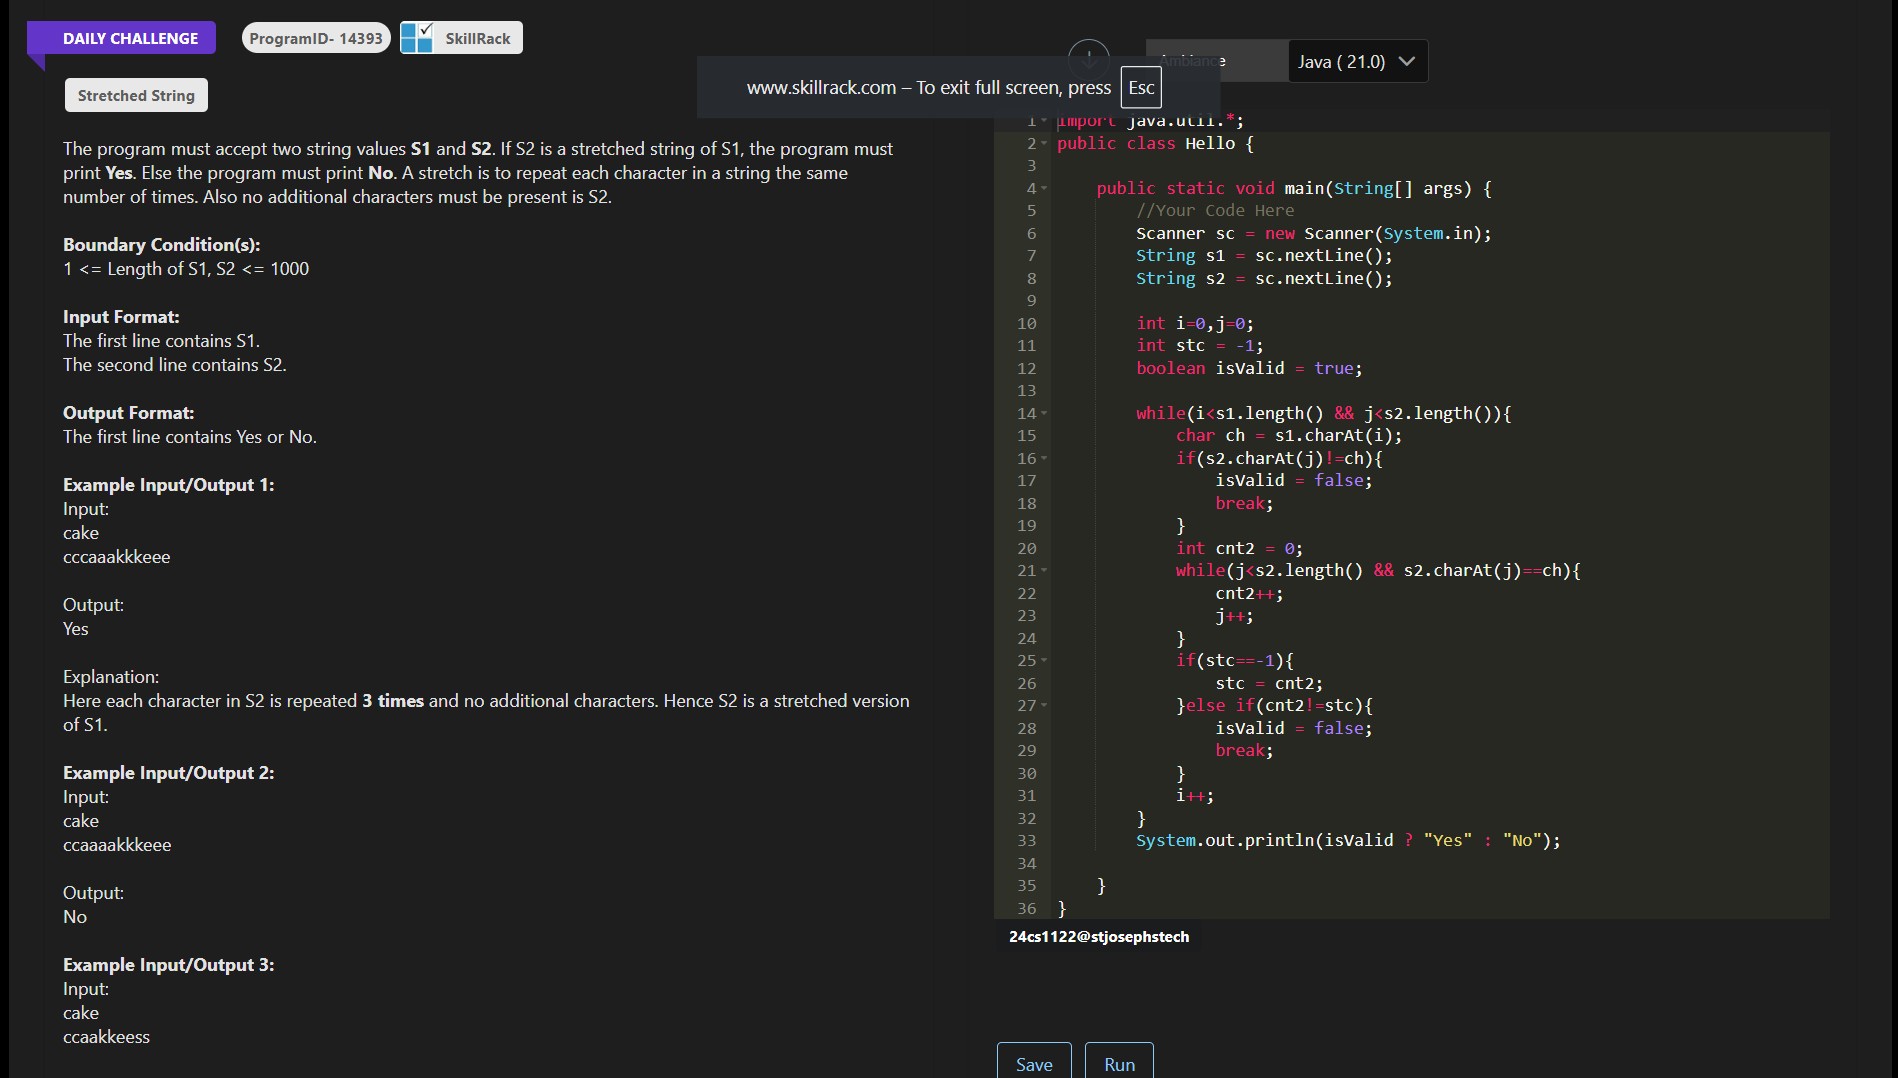 DAILY CHALLENGE
ProgramID- 14393
SkillRack
Stretched String
The program must accept two string values S1 and S2. If S2 is a stretched string of S1, the program must
print Yes. Else the program must print No. A stretch is to repeat each character in a string the same
number of times. Also no additional characters must be present is S2.
Boundary Condition(s):
1 <= Length of S1, S2 <= 1000
Input Format:
The first line contains S1.
The second line contains S2.
Output Format:
The first line contains Yes or No.
Example Input/Output 1:
Input:
cake
cccaaakkkeee
Output:
Yes
Explanation:
Here each character in S2 is repeated 3 times and no additional characters. Hence S2 is a stretched version
of S1.
Example Input/Output 2:
Input:
cake
ccaaaakkkeee
Output:
No
Example Input/Output 3:
Input:
cake
ccaakkeess
Ambiance
Java ( 21.0)
www.skillrack.com – To exit full screen, press Esc
1 import java.util.*;
2 public class Hello {
3
4 public static void main(String[] args) {
5 //Your Code Here
6 Scanner sc = new Scanner(System.in);
7 String s1 = sc.nextLine();
8 String s2 = sc.nextLine();
9
10 int i=0,j=0;
11 int stc = -1;
12 boolean isValid = true;
13
14 while(i<s1.length() && j<s2.length()){
15 char ch = s1.charAt(i);
16 if(s2.charAt(j)!=ch){
17 isValid = false;
18 break;
19 }
20 int cnt2 = 0;
21 while(j<s2.length() && s2.charAt(j)==ch){
22 cnt2++;
23 j++;
24 }
25 if(stc==-1){
26 stc = cnt2;
27 }else if(cnt2!=stc){
28 isValid = false;
29 break;
30 }
31 i++;
32 }
33 System.out.println(isValid ? "Yes" : "No");
34
35 }
36 }
24cs1122@stjosephstech
Save
Run